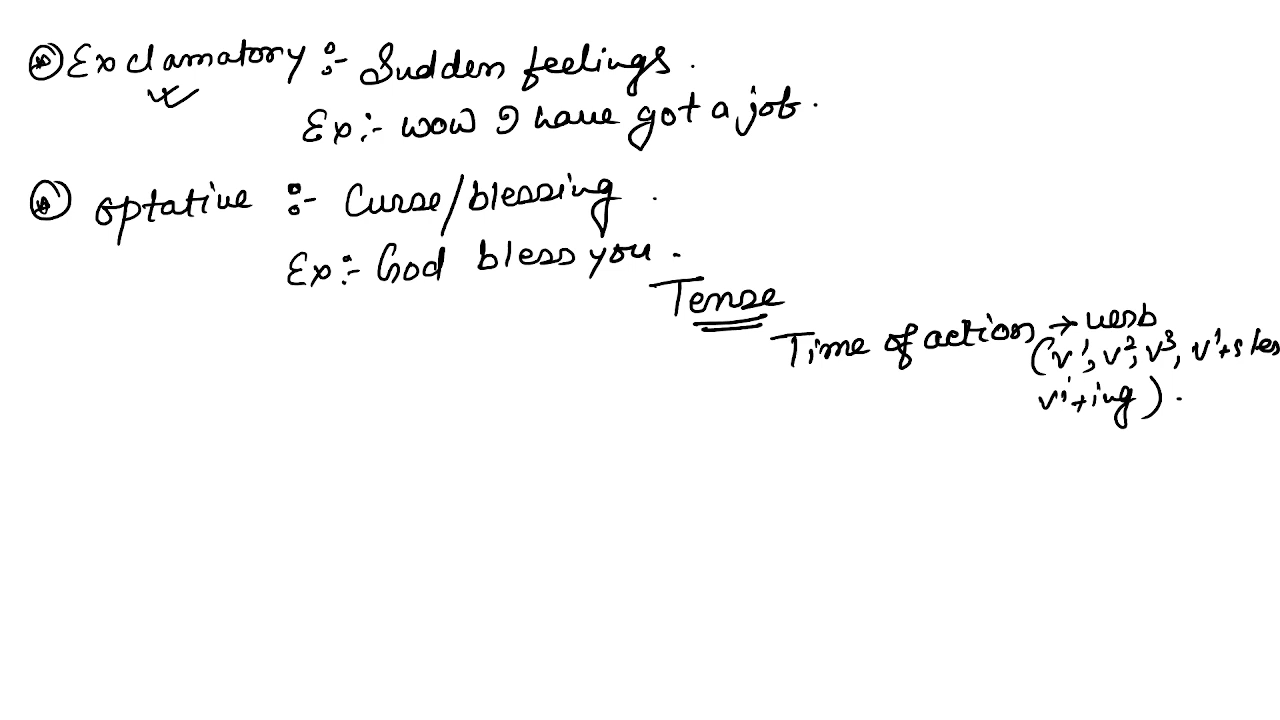 Exclamatory :- Sudden feelings.
Ex:- wow I have got a job.
optative :- Curse/blessing.
Ex:- God bless you.
Tense
Time of action → verb
(v¹, v², v³, v¹+s/es
v¹+ing).